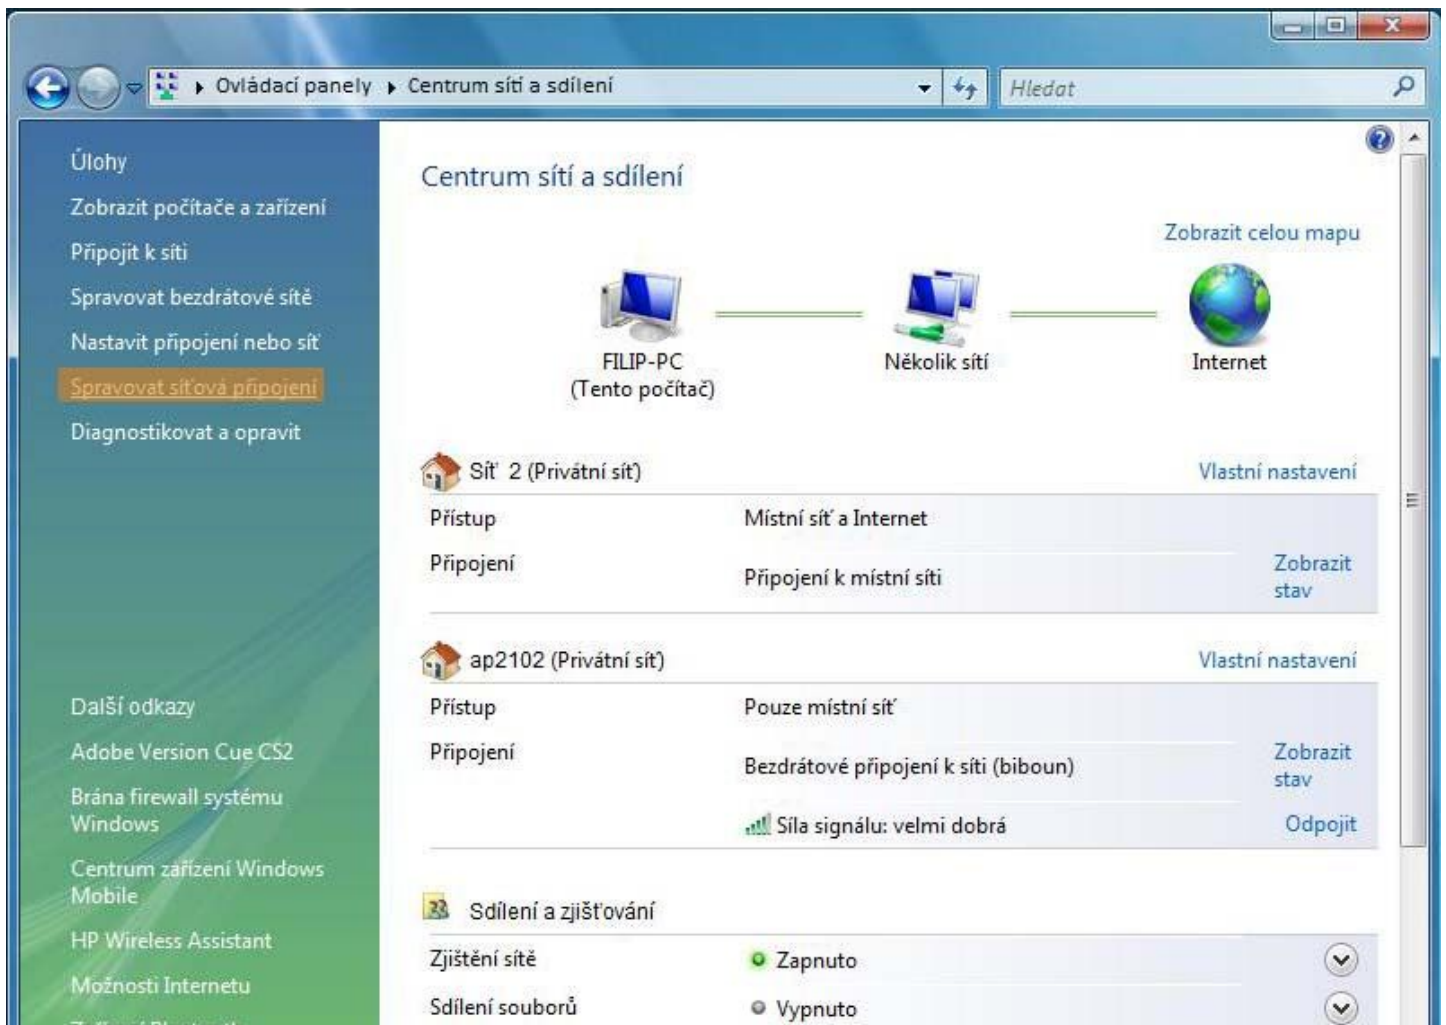 Ovládací panely
Centrum sítí a sdílení
Hledat
Úlohy
Zobrazit počítače a zařízení
Připojit k síti
Spravovat bezdrátové sítě
Nastavit připojení nebo síť
Spravovat síťová připojení
Diagnostikovat a opravit
Další odkazy
Adobe Version Cue CS2
Brána firewall systému
Windows
Centrum zařízení Windows
Mobile
HP Wireless Assistant
Možnosti Internetu
Centrum sítí a sdílení
Zobrazit celou mapu
FILIP-PC
(Tento počítač)
Několik sítí
Internet
Síť 2 (Privátní síť)
Vlastní nastavení
Přístup
Místní síť a Internet
Připojení
Připojení k místní síti
Zobrazit
stav
ap2102 (Privátní síť)
Vlastní nastavení
Přístup
Pouze místní síť
Připojení
Bezdrátové připojení k síti (biboun)
Zobrazit
stav
Síla signálu: velmi dobrá
Odpojit
Sdílení a zjišťování
Zjištění sítě
Zapnuto
Sdílení souborů
Vypnuto